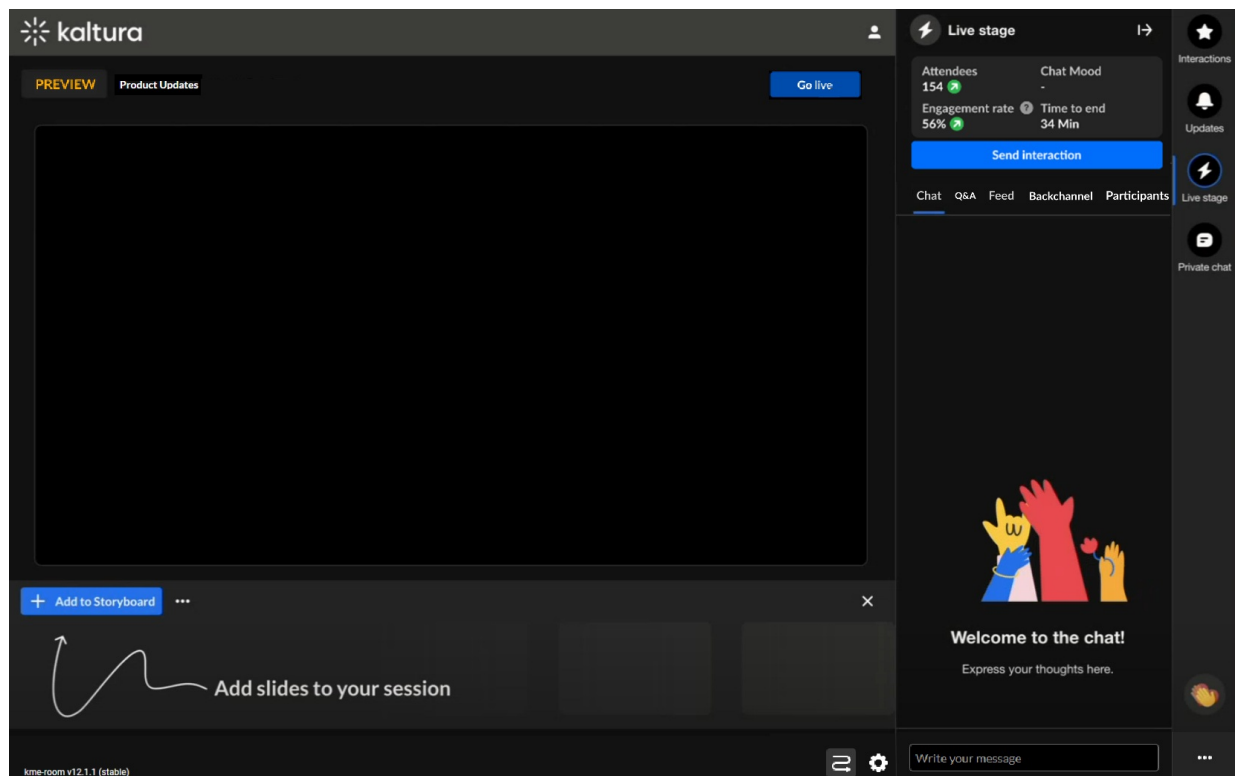 kaltura
PREVIEW Product Updates Go live
Add to Storyboard
Add slides to your session
kme-room v12.1.1 (stable)
Live stage
Attendees Chat Mood
154 -
Engagement rate ? Time to end
56% 34 Min
Send interaction
Chat Q&A Feed Backchannel Participants
Welcome to the chat!
Express your thoughts here.
Write your message
Interactions
Updates
Live stage
Private chat